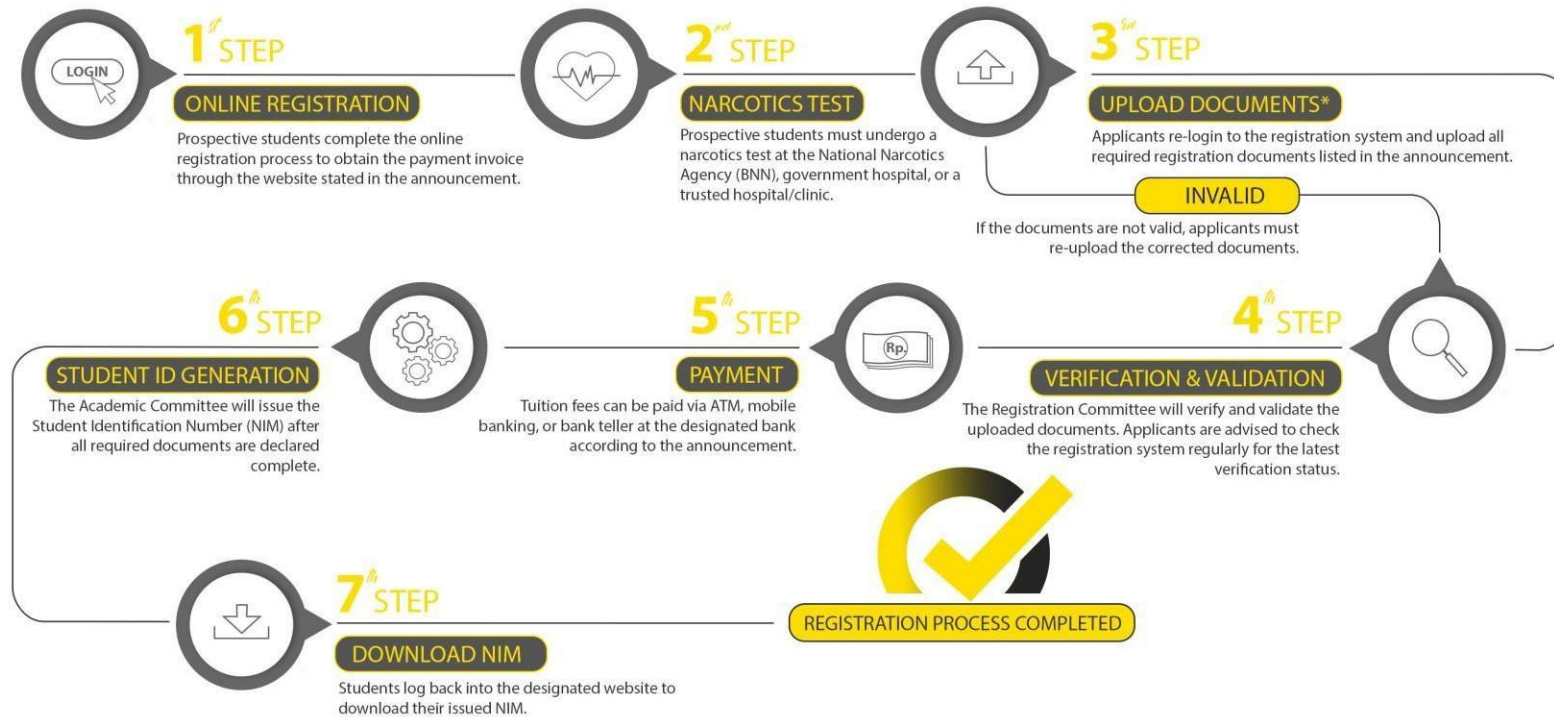 LOGIN
1st STEP
ONLINE REGISTRATION
Prospective students complete the online
registration process to obtain the payment invoice
through the website stated in the announcement.
2nd STEP
NARCOTICS TEST
Prospective students must undergo a
narcotics test at the National Narcotics
Agency (BNN), government hospital, or a
trusted hospital/clinic.
3rd STEP
UPLOAD DOCUMENTS*
Applicants re-login to the registration system and upload all
required registration documents listed in the announcement.
INVALID
If the documents are not valid, applicants must
re-upload the corrected documents.
4th STEP
VERIFICATION & VALIDATION
The Registration Committee will verify and validate the
uploaded documents. Applicants are advised to check
the registration system regularly for the latest
verification status.
Rp.
5th STEP
PAYMENT
Tuition fees can be paid via ATM, mobile
banking, or bank teller at the designated bank
according to the announcement.
6th STEP
STUDENT ID GENERATION
The Academic Committee will issue the
Student Identification Number (NIM) after
all required documents are declared
complete.
7th STEP
DOWNLOAD NIM
Students log back into the designated website to
download their issued NIM.
REGISTRATION PROCESS COMPLETED